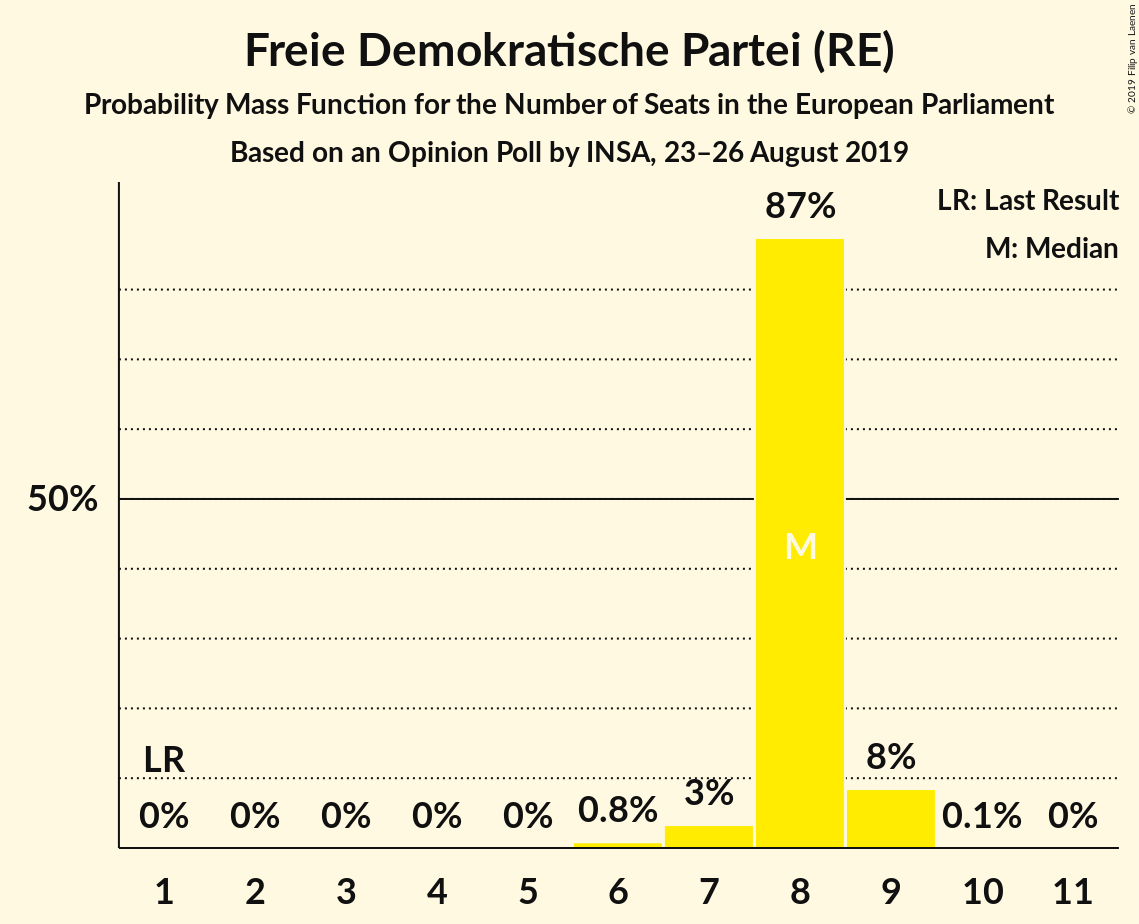 Freie Demokratische Partei (RE)
Probability Mass Function for the Number of Seats in the European Parliament
Based on an Opinion Poll by INSA, 23–26 August 2019
© 2019 Filip van Laenen
LR: Last Result
M: Median
87%
50%
M
LR
0% 0% 0% 0% 0% 0.8% 3% 8% 0.1% 0%
1 2 3 4 5 6 7 8 9 10 11